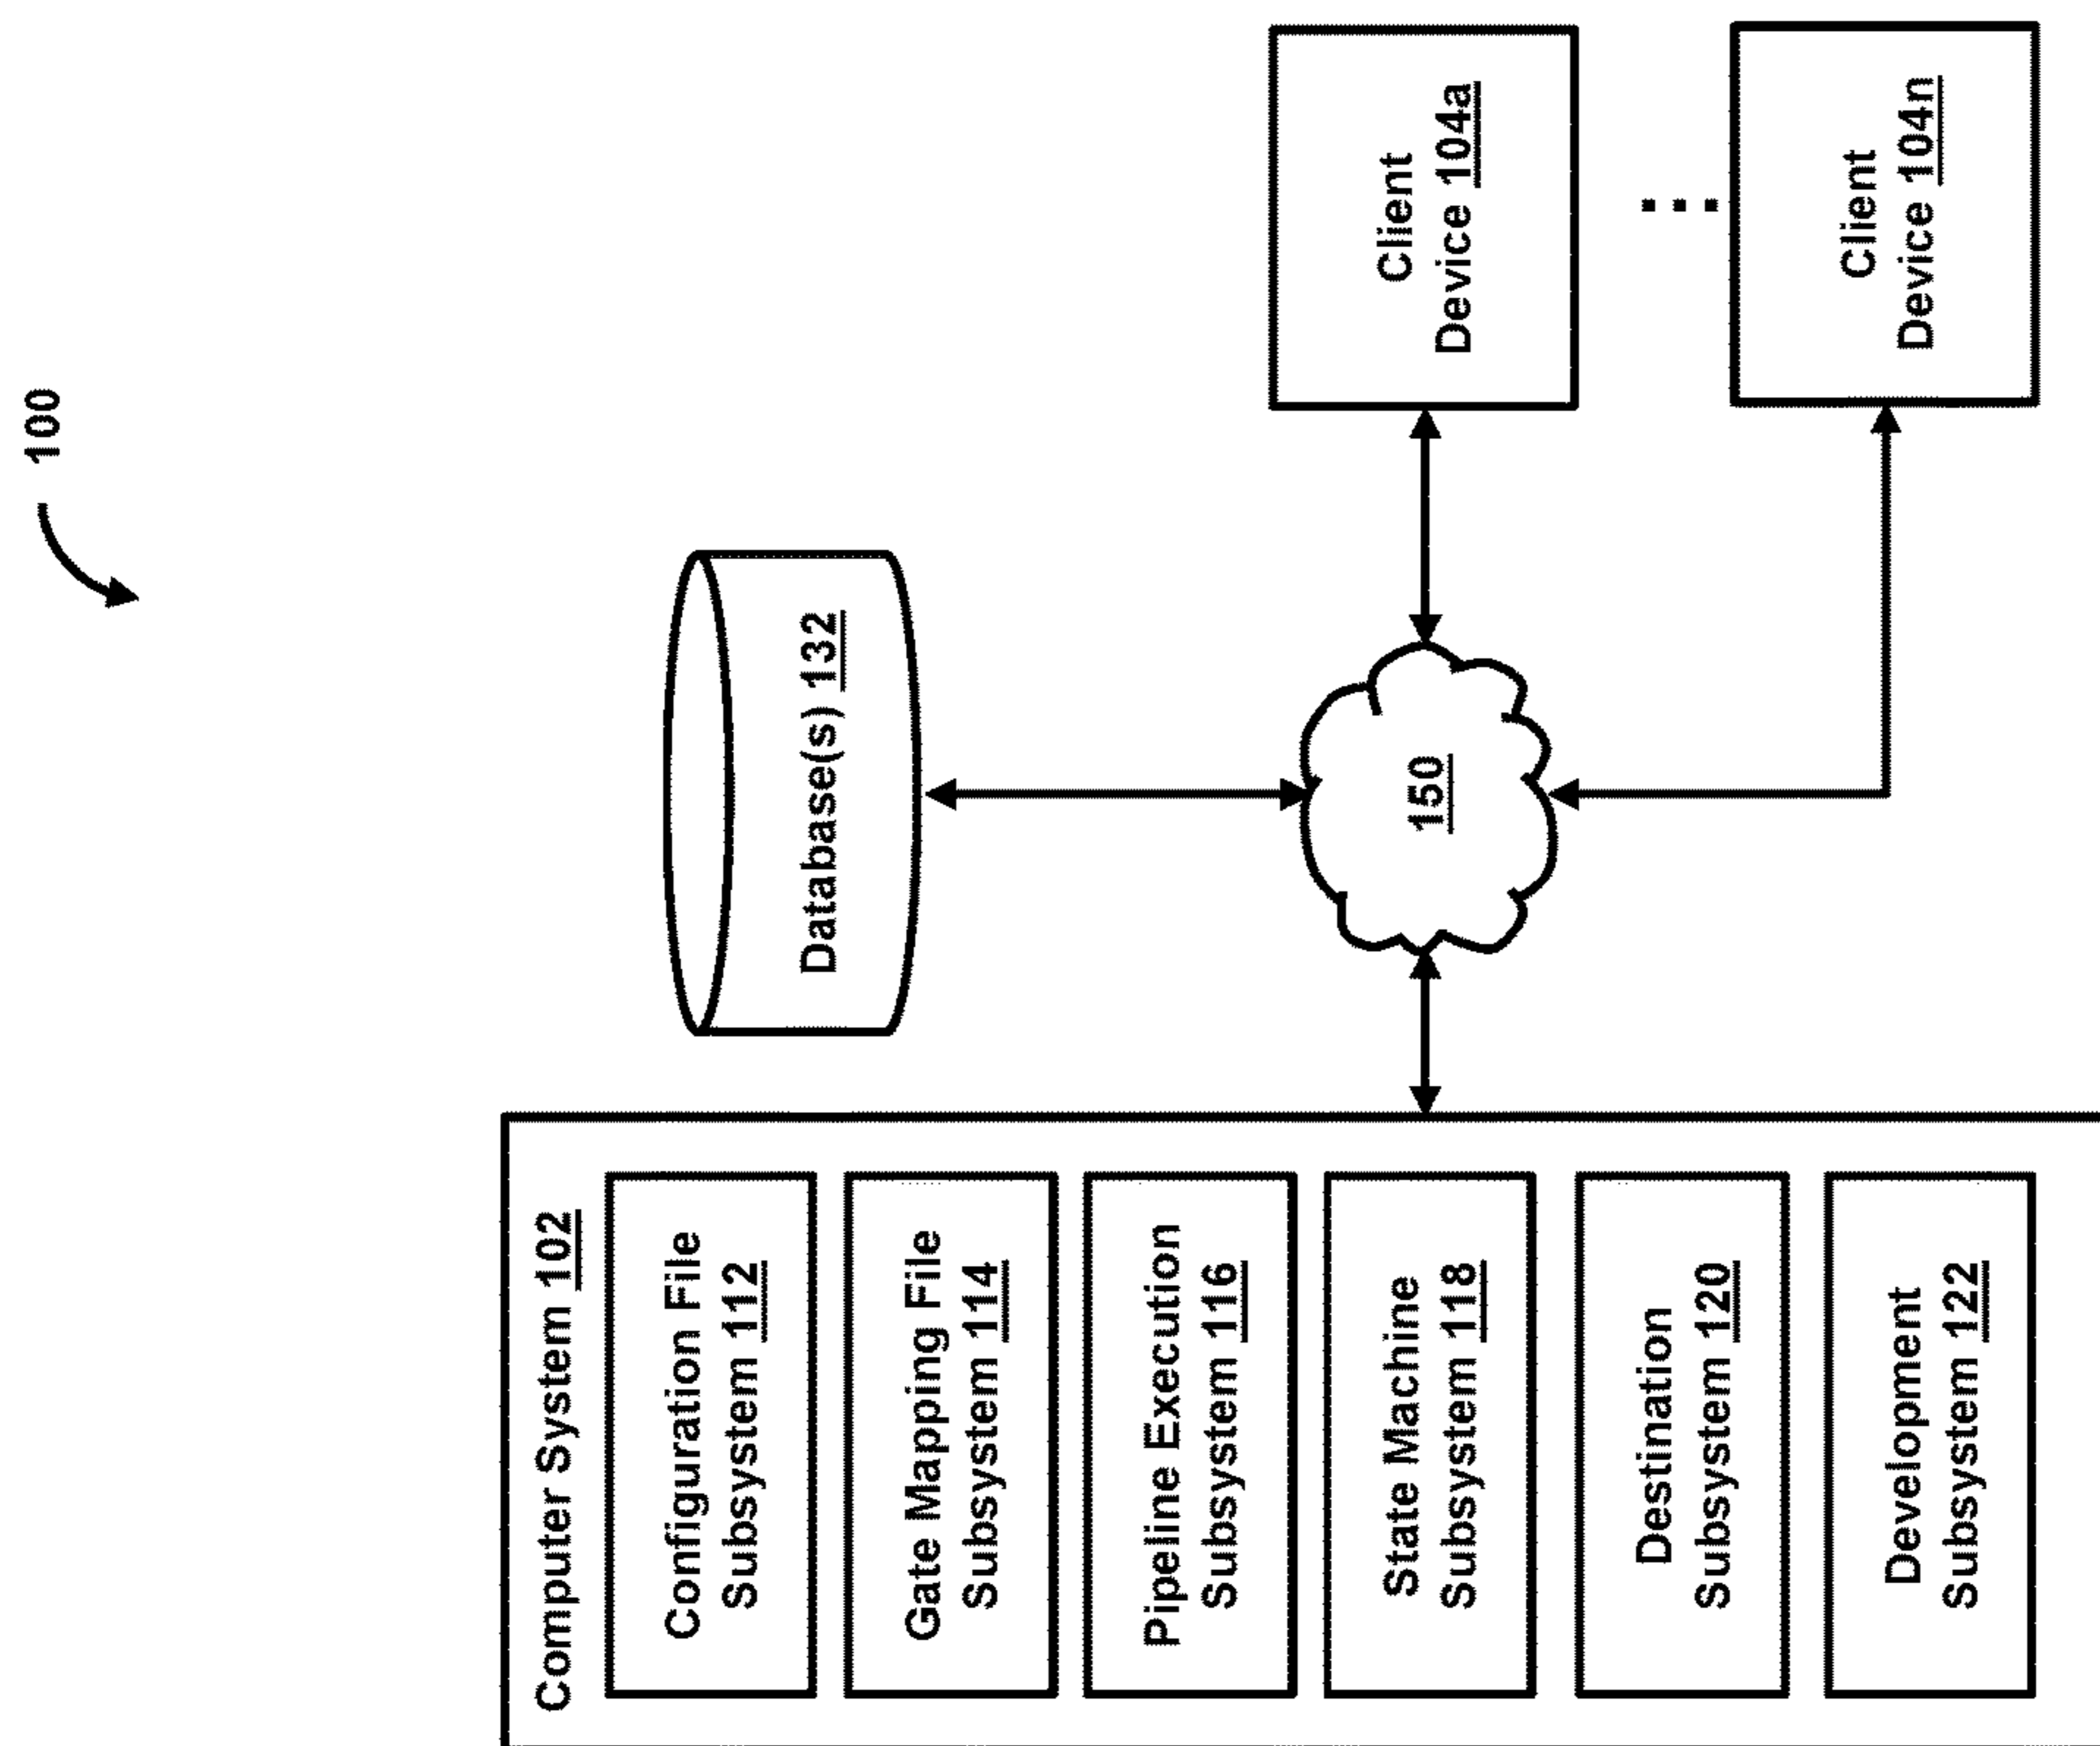 100
Computer System 102
Configuration File
Subsystem 112
Gate Mapping File
Subsystem 114
Pipeline Execution
Subsystem 116
State Machine
Subsystem 118
Destination
Subsystem 120
Development
Subsystem 122
Database(s) 132
150
Client
Device 104a
Client
Device 104n